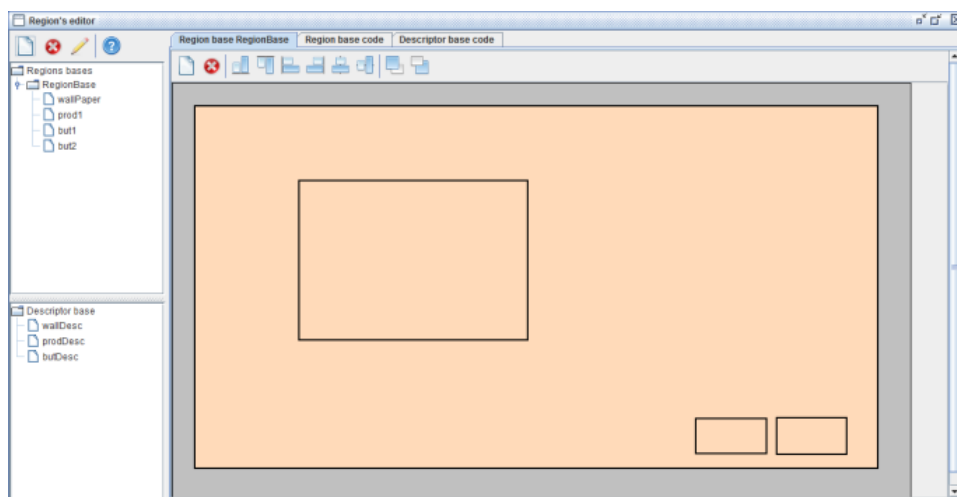 Region's editor
Region base RegionBase Region base code Descriptor base code
Regions bases
RegionBase
wallPaper
prod1
but1
but2
Descriptor base
wallDesc
prodDesc
butDesc